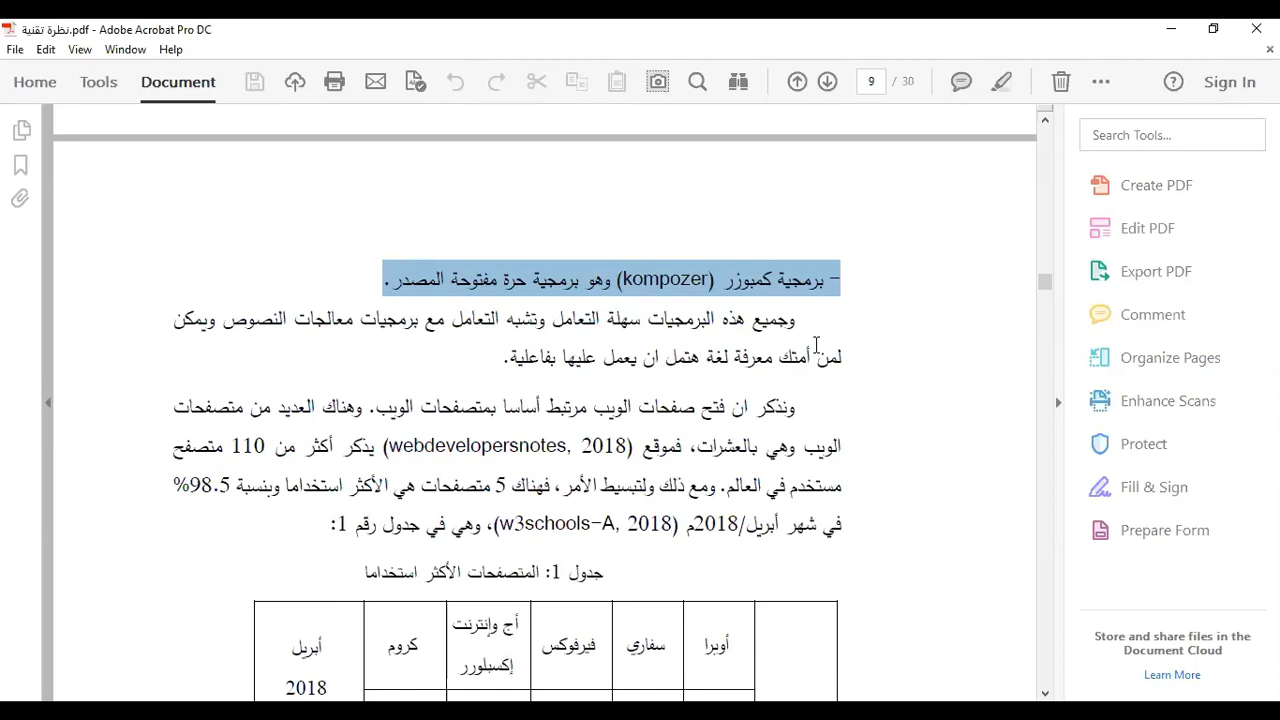 نظرة تقنية.pdf - Adobe Acrobat Pro DC
File Edit View Window Help
Home Tools Document 9 / 30 Sign In
- برمجية كمبوزر (kompozer) وهو برمجية حرة مفتوحة المصدر.
وجميع هذه البرمجيات سهلة التعامل وتشبه التعامل مع برمجيات معالجات النصوص ويمكن
لمن أمتك معرفة لغة هتمل ان يعمل عليها بفاعلية.
ونذكر ان فتح صفحات الويب مرتبط أساسا بمتصفحات الويب. وهناك العديد من متصفحات
الويب وهي بالعشرات، فموقع (webdevelopersnotes, 2018) يذكر أكثر من 110 متصفح
مستخدم في العالم. ومع ذلك ولتبسيط الأمر، فهناك 5 متصفحات هي الأكثر استخداما وبنسبة 98.5%
في شهر أبريل/2018م (w3schools-A, 2018)، وهي في جدول رقم 1:
جدول 1: المتصفحات الأكثر استخداما
أوبرا سفاري فيرفوكس أج وإنترنت إكسبلورر كروم أبريل 2018
Search Tools...
Create PDF
Edit PDF
Export PDF
Comment
Organize Pages
Enhance Scans
Protect
Fill & Sign
Prepare Form
Store and share files in the
Document Cloud
Learn More